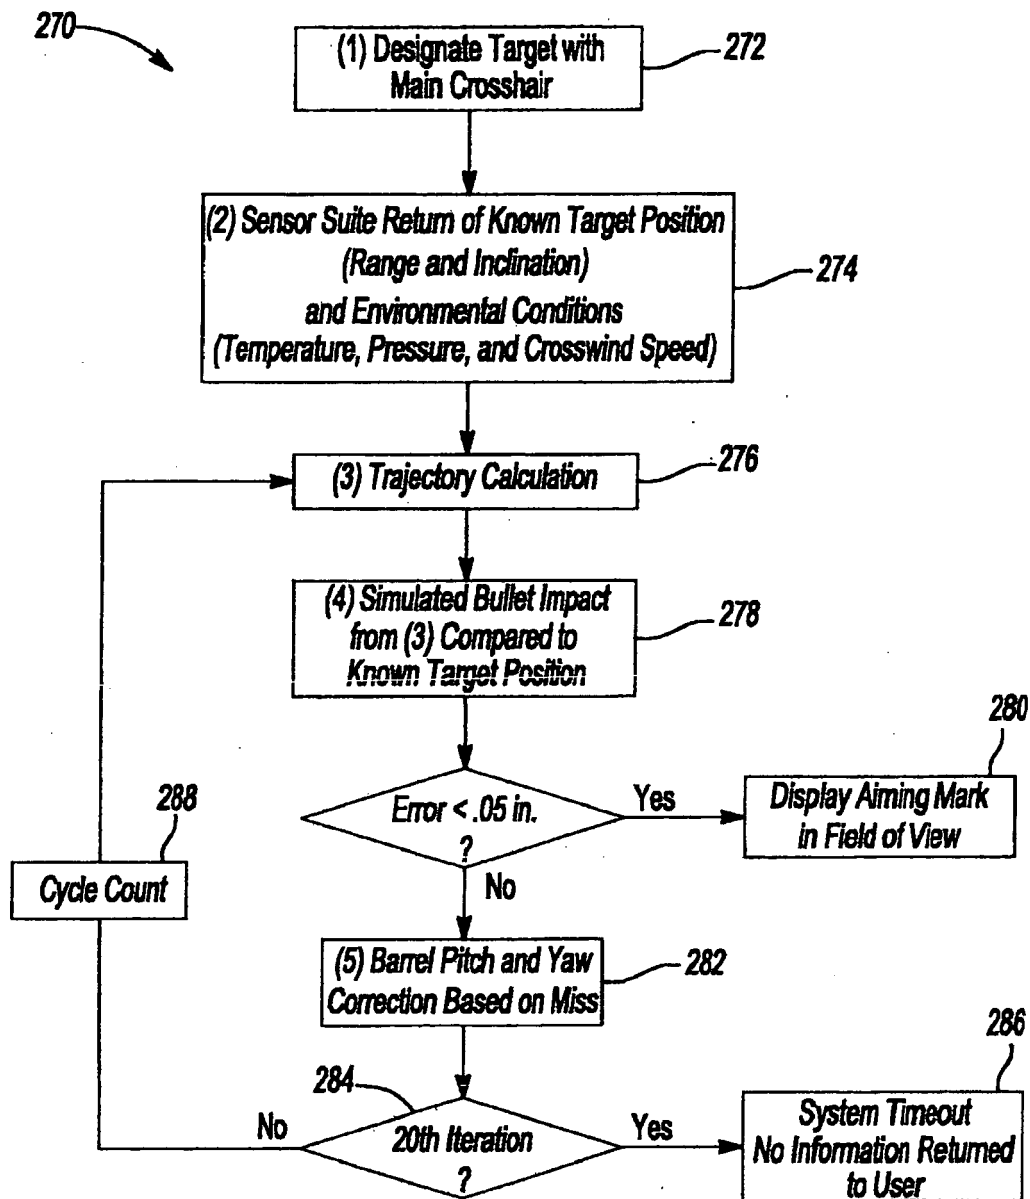 270
(1) Designate Target with
Main Crosshair
272
(2) Sensor Suite Return of Known Target Position
(Range and Inclination)
and Environmental Conditions
(Temperature, Pressure, and Crosswind Speed)
274
(3) Trajectory Calculation
276
(4) Simulated Bullet Impact
from (3) Compared to
Known Target Position
278
Error < .05 in.
?
Yes
280
Display Aiming Mark
in Field of View
No
288
Cycle Count
(5) Barrel Pitch and Yaw
Correction Based on Miss
282
284
20th Iteration
?
No
Yes
286
System Timeout
No Information Returned
to User